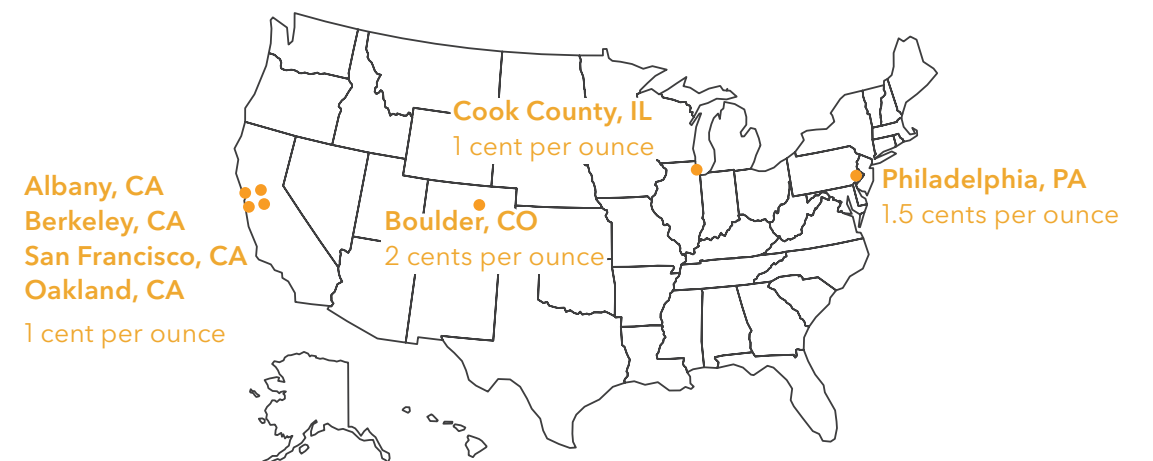 Cook County, IL
1 cent per ounce
Albany, CA
Berkeley, CA
San Francisco, CA
Oakland, CA
1 cent per ounce
Boulder, CO
2 cents per ounce
Philadelphia, PA
1.5 cents per ounce